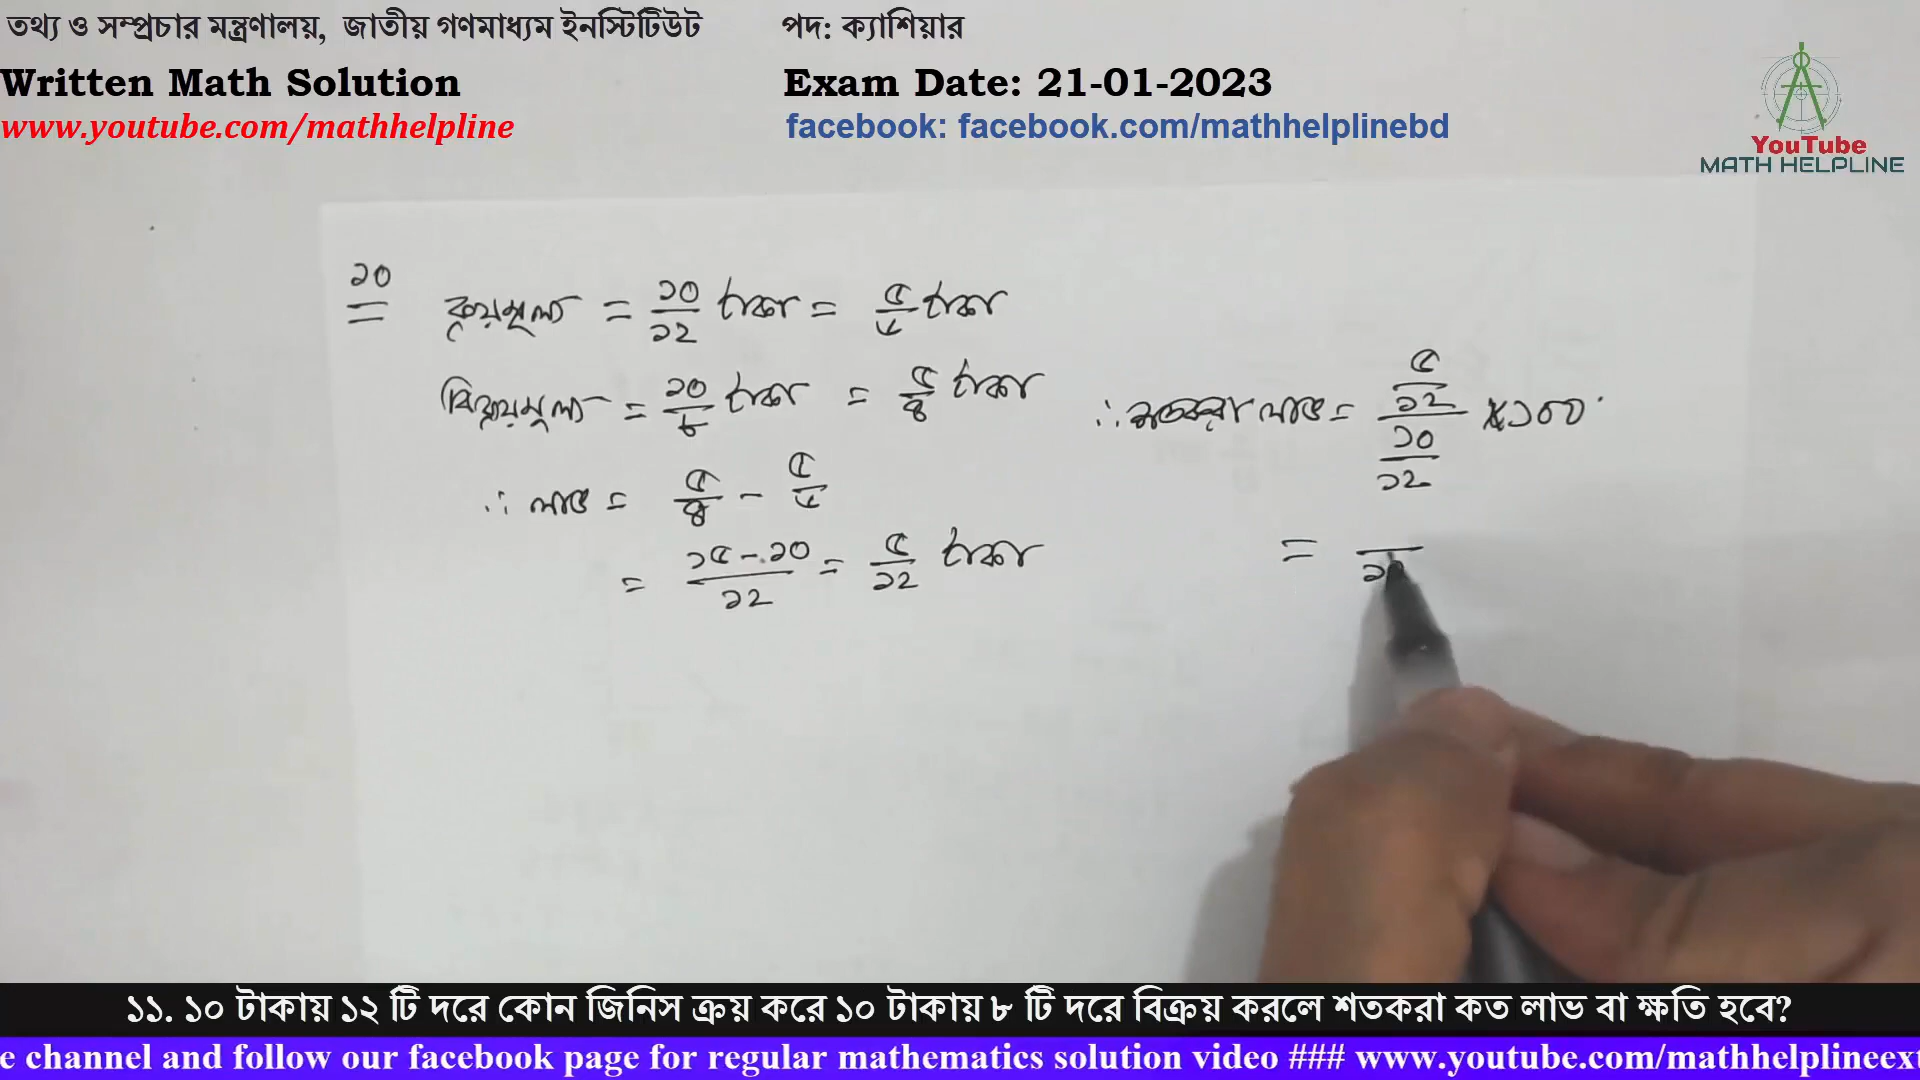 তথ্য ও সম্প্রচার মন্ত্রণালয়, জাতীয় গণমাধ্যম ইনস্টিটিউট পদ: ক্যাশিয়ার
Written Math Solution Exam Date: 21-01-2023
www.youtube.com/mathhelpline facebook: facebook.com/mathhelplinebd
YouTube
MATH HELPLINE
১০
ক্রয়মূল্য = ১০/১২ টাকা = ৫/৬ টাকা
বিক্রয়মূল্য = ১০/৮ টাকা = ৫/৪ টাকা
∴ লাভ = ৫/৪ - ৫/৬
= ১৫-১০/১২ = ৫/১২ টাকা
∴ শতকরা লাভ = ৫/১২ / ১০/১২ × ১০০
=
১১. ১০ টাকায় ১২ টি দরে কোন জিনিস ক্রয় করে ১০ টাকায় ৮ টি দরে বিক্রয় করলে শতকরা কত লাভ বা ক্ষতি হবে?
e channel and follow our facebook page for regular mathematics solution video ### www.youtube.com/mathhelplineext